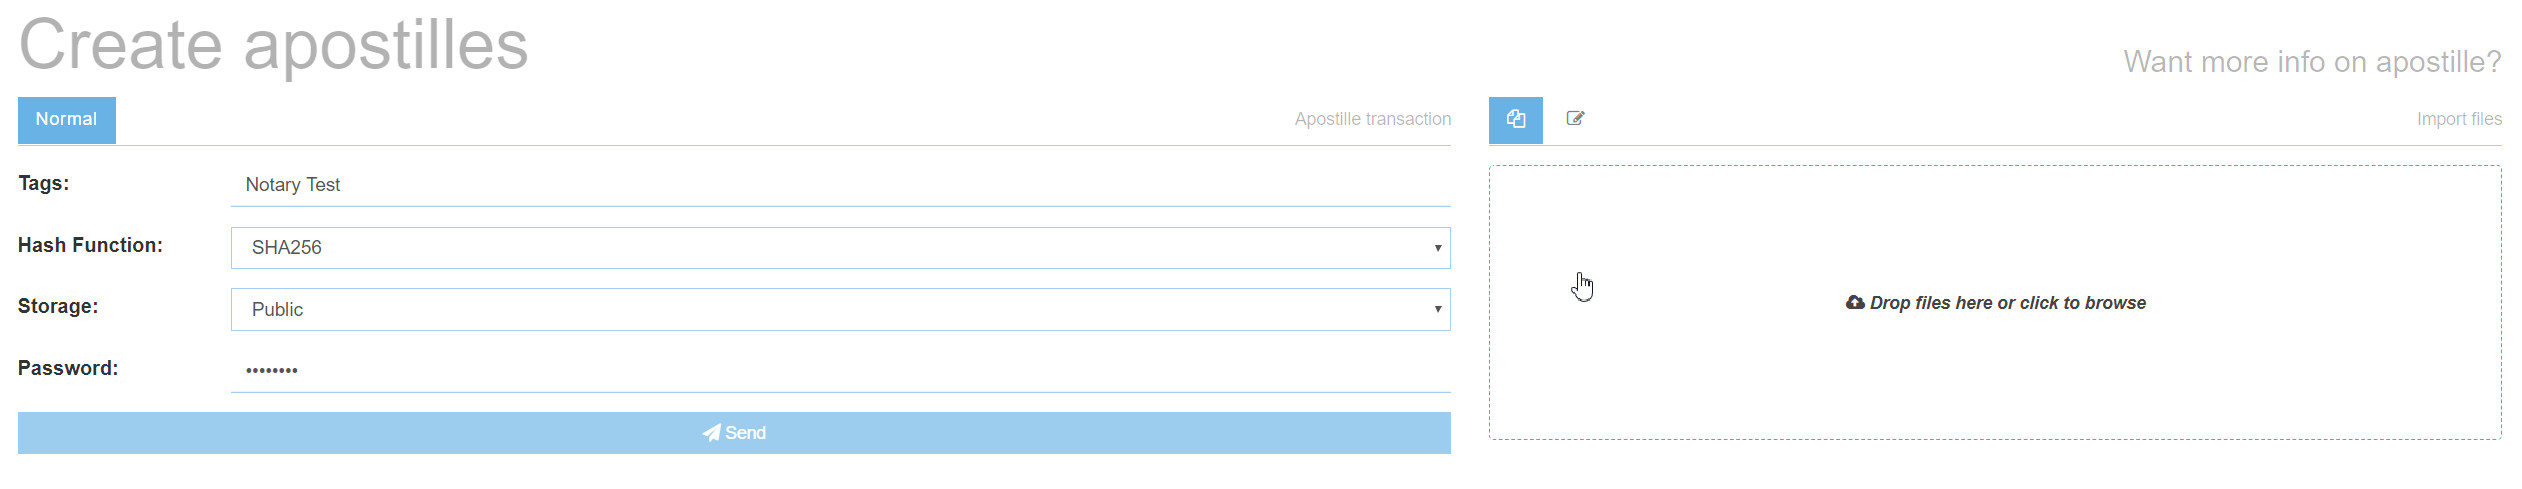 Create apostilles
Want more info on apostille?
Normal
Apostille transaction
Import files
Tags:
Notary Test
Hash Function:
SHA256
Storage:
Public
Password:
••••••••
Send
Drop files here or click to browse